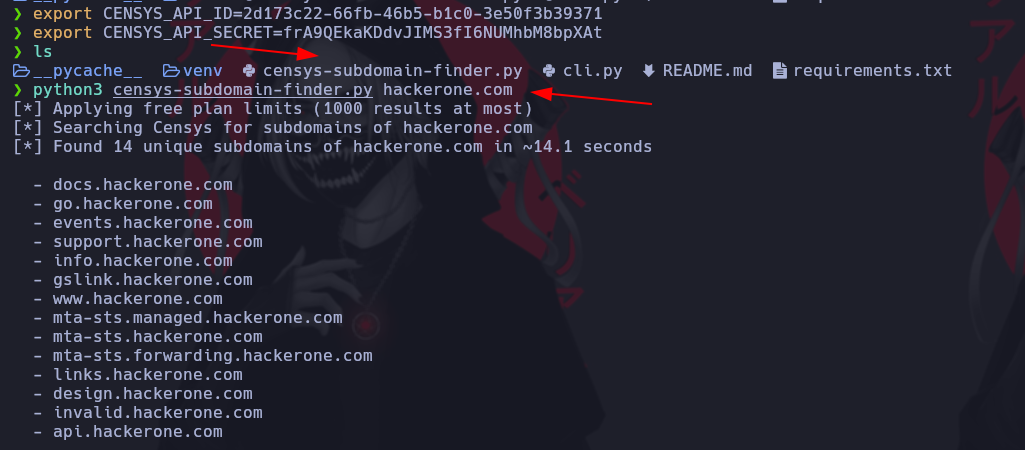 ❯ export CENSYS_API_ID=2d173c22-66fb-46b5-b1c0-3e50f3b39371
❯ export CENSYS_API_SECRET=frA9QEkaKDdvJIMS3fI6NUMhbM8bpXAt
❯ ls
__pycache__ venv censys-subdomain-finder.py cli.py README.md requirements.txt
❯ python3 censys-subdomain-finder.py hackerone.com
[*] Applying free plan limits (1000 results at most)
[*] Searching Censys for subdomains of hackerone.com
[*] Found 14 unique subdomains of hackerone.com in ~14.1 seconds
- docs.hackerone.com
- go.hackerone.com
- events.hackerone.com
- support.hackerone.com
- info.hackerone.com
- gslink.hackerone.com
- www.hackerone.com
- mta-sts.managed.hackerone.com
- mta-sts.hackerone.com
- mta-sts.forwarding.hackerone.com
- links.hackerone.com
- design.hackerone.com
- invalid.hackerone.com
- api.hackerone.com